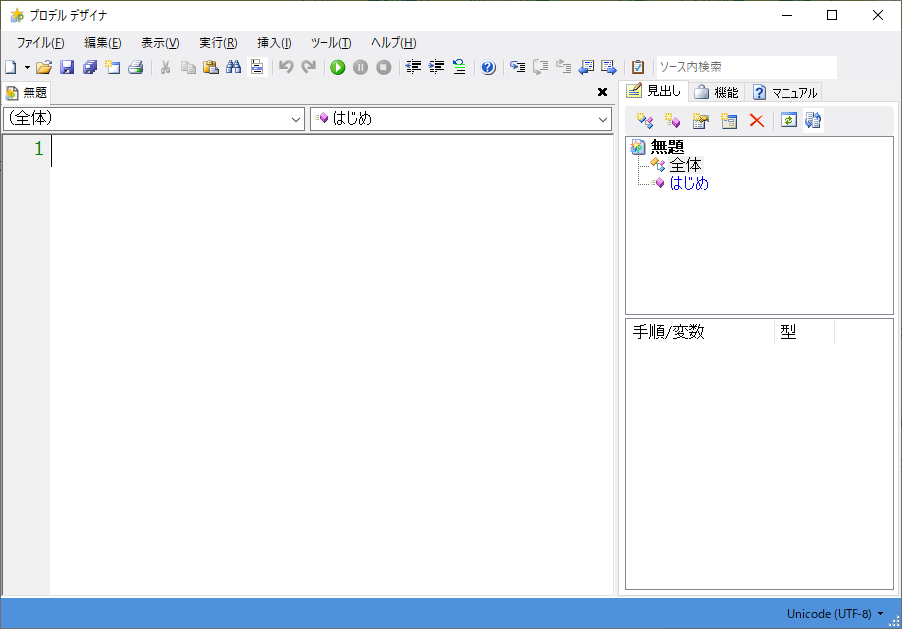 プロデル デザイナ
ファイル(F) 編集(E) 表示(V) 実行(R) 挿入(I) ツール(T) ヘルプ(H)
ソース内検索
無題
見出し 機能 マニュアル
(全体) はじめ
1
無題
全体
はじめ
手順/変数 型
Unicode (UTF-8)